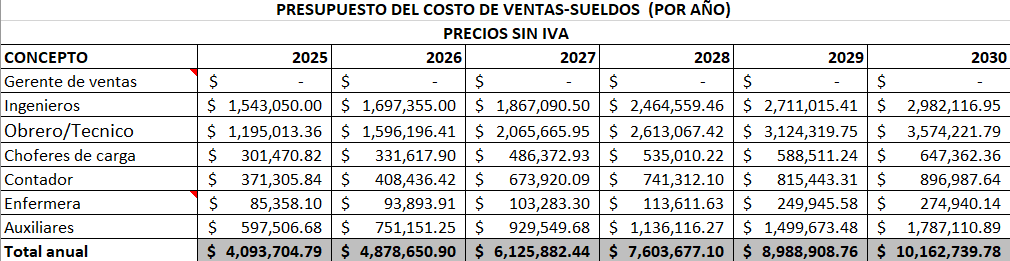 PRESUPUESTO DEL COSTO DE VENTAS-SUELDOS (POR AÑO)
PRECIOS SIN IVA
CONCEPTO 2025 2026 2027 2028 2029 2030
Gerente de ventas $ - $ - $ - $ - $ - $ -
Ingenieros $ 1,543,050.00 $ 1,697,355.00 $ 1,867,090.50 $ 2,464,559.46 $ 2,711,015.41 $ 2,982,116.95
Obrero/Tecnico $ 1,195,013.36 $ 1,596,196.41 $ 2,065,665.95 $ 2,613,067.42 $ 3,124,319.75 $ 3,574,221.79
Choferes de carga $ 301,470.82 $ 331,617.90 $ 486,372.93 $ 535,010.22 $ 588,511.24 $ 647,362.36
Contador $ 371,305.84 $ 408,436.42 $ 673,920.09 $ 741,312.10 $ 815,443.31 $ 896,987.64
Enfermera $ 85,358.10 $ 93,893.91 $ 103,283.30 $ 113,611.63 $ 249,945.58 $ 274,940.14
Auxiliares $ 597,506.68 $ 751,151.25 $ 929,549.68 $ 1,136,116.27 $ 1,499,673.48 $ 1,787,110.89
Total anual $ 4,093,704.79 $ 4,878,650.90 $ 6,125,882.44 $ 7,603,677.10 $ 8,988,908.76 $ 10,162,739.78